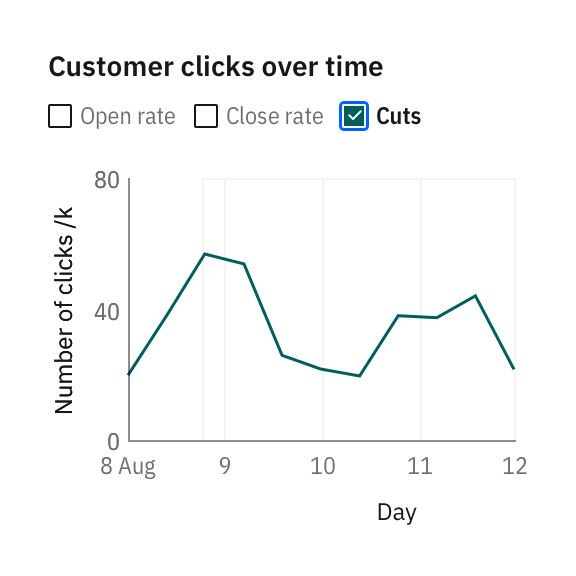 Customer clicks over time
Open rate Close rate Cuts
Number of clicks /k
80
40
0
8 Aug 9 10 11 12
Day